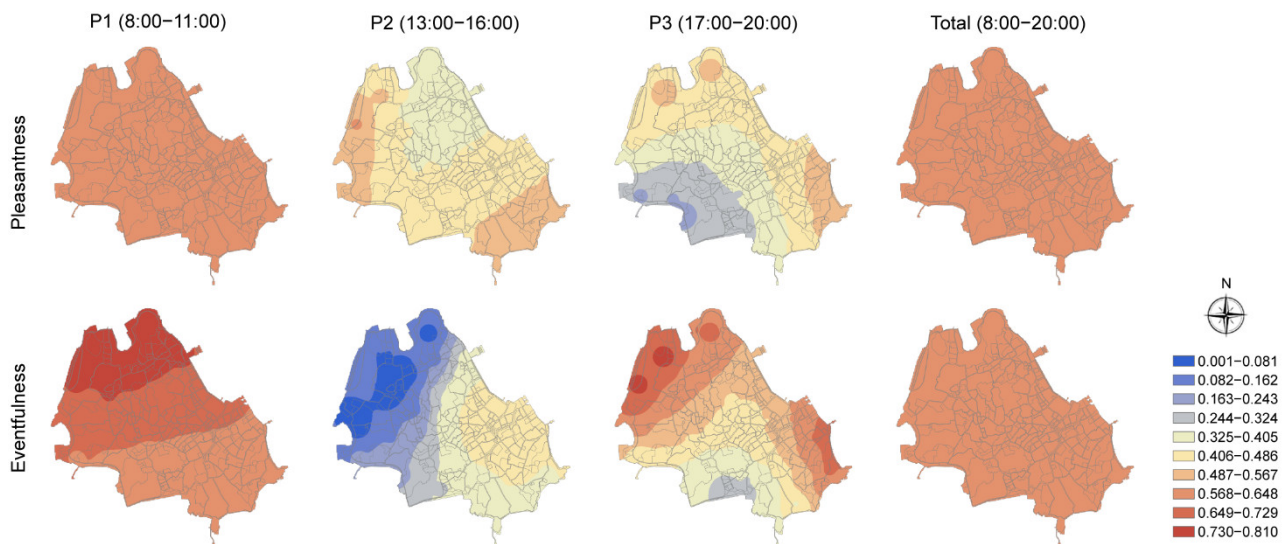 P1 (8:00−11:00)
P2 (13:00−16:00)
P3 (17:00−20:00)
Total (8:00−20:00)
Pleasantness
Eventfulness
N
0.001−0.081
0.082−0.162
0.163−0.243
0.244−0.324
0.325−0.405
0.406−0.486
0.487−0.567
0.568−0.648
0.649−0.729
0.730−0.810